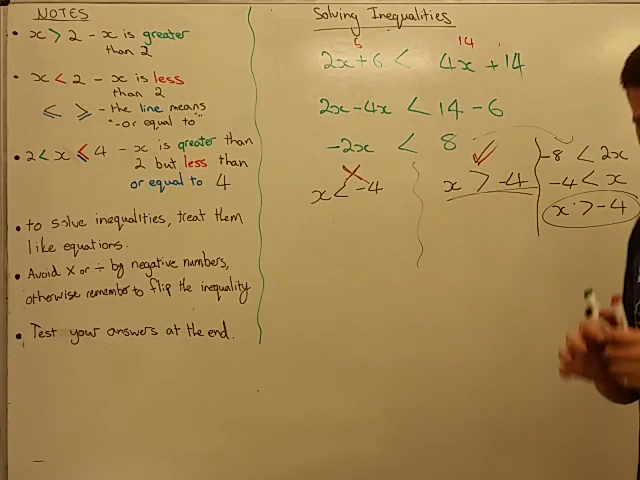 NOTES
• x > 2 - x is greater
than 2
• x < 2 - x is less
than 2
≤ ≥ - the line means
"-or equal to"
• 2 < x ≤ 4 - x is greater than
2 but less than
or equal to 4
• to solve inequalities, treat them
like equations.
• Avoid × or ÷ by negative numbers,
otherwise remember to flip the inequality
• Test your answers at the end.
Solving Inequalities
6 14
2x+6 < 4x+14
2x-4x < 14-6
-2x < 8
x < -4
x > -4
-8 < 2x
-4 < x
x > -4